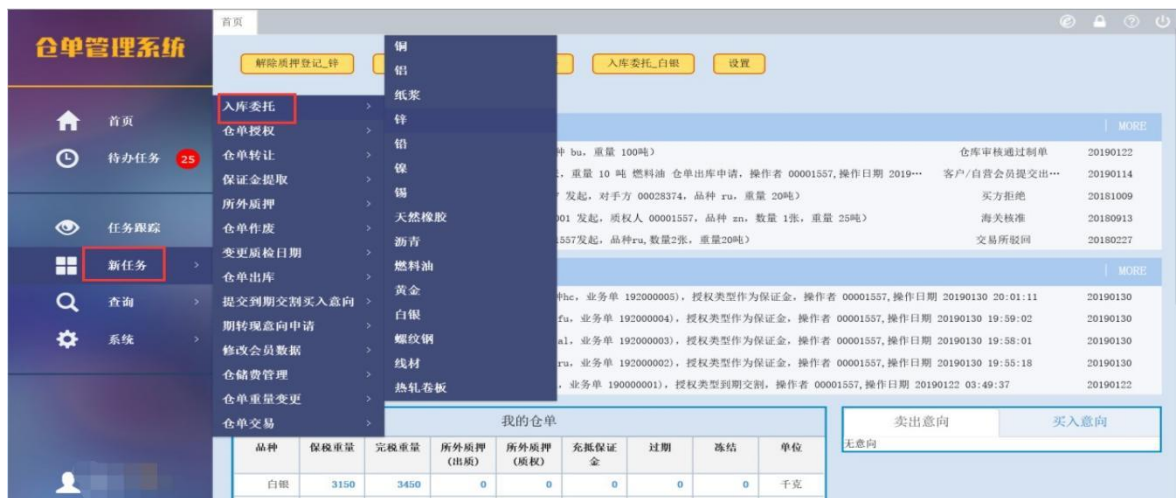 首页
仓单管理系统
首页
待办任务 25
任务跟踪
新任务 >
查询 >
系统 >
解除质押登记_锌
入库委托_白银
设置
入库委托 >
仓单授权 >
仓单转让 >
保证金提取 >
所外质押 >
仓单作废 >
变更质检日期 >
仓单出库 >
提交到期交割买入意向 >
期转现意向申请 >
修改会员数据 >
仓储费管理 >
仓单重量变更 >
仓单交易 >
铜
铝
纸浆
锌
铅
镍
锡
天然橡胶
沥青
燃料油
黄金
白银
螺纹钢
线材
热轧卷板
MORE
bu，重量 100吨） 仓库审核通过制单 20190122
，重量 10 吨 燃料油 仓单出库申请，操作者 00001557,操作日期 2019… 客户/自营会员提交出… 20190114
发起，对手方 00028374，品种 ru，重量 20吨） 买方拒绝 20181009
001 发起，质权人 00001557，品种 zn，数量 1张，重量 25吨） 海关核准 20180913
1557发起，品种ru,数量2张，重量20吨） 交易所驳回 20180227
MORE
hc，业务单 192000005），授权类型作为保证金，操作者 00001557,操作日期 20190130 20:01:11 20190130
fu，业务单 192000004），授权类型作为保证金，操作者 00001557,操作日期 20190130 19:59:02 20190130
al，业务单 192000003），授权类型作为保证金，操作者 00001557,操作日期 20190130 19:58:01 20190130
ru，业务单 192000002），授权类型作为保证金，操作者 00001557,操作日期 20190130 19:55:18 20190130
，业务单 190000001），授权类型到期交割，操作者 00001557,操作日期 20190122 03:49:37 20190122
我的仓单
品种 保税重量 完税重量 所外质押(出质) 所外质押(质权) 充抵保证金 过期 冻结 单位
白银 3150 3450 0 0 0 0 0 千克
卖出意向 买入意向
无意向